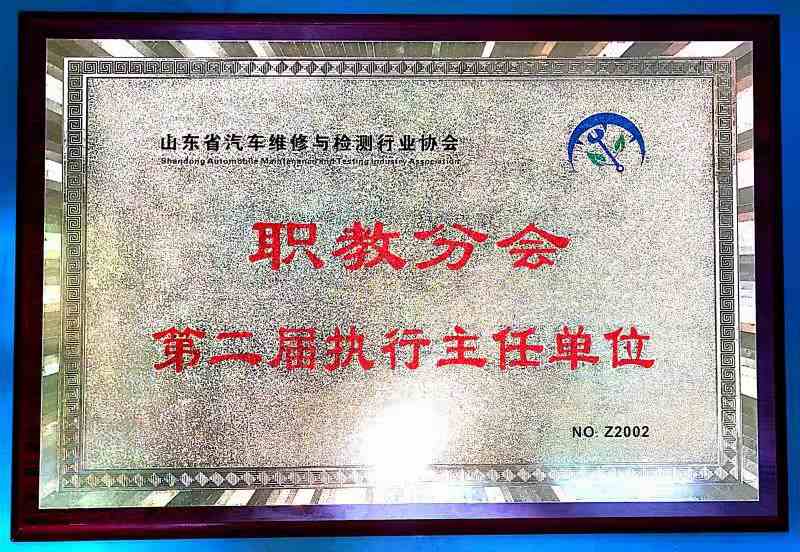 山东省汽车维修与检测行业协会
Shandong Automobile Maintenance and Testing Industry Association
职教分会
第二届执行主任单位
NO. Z2002